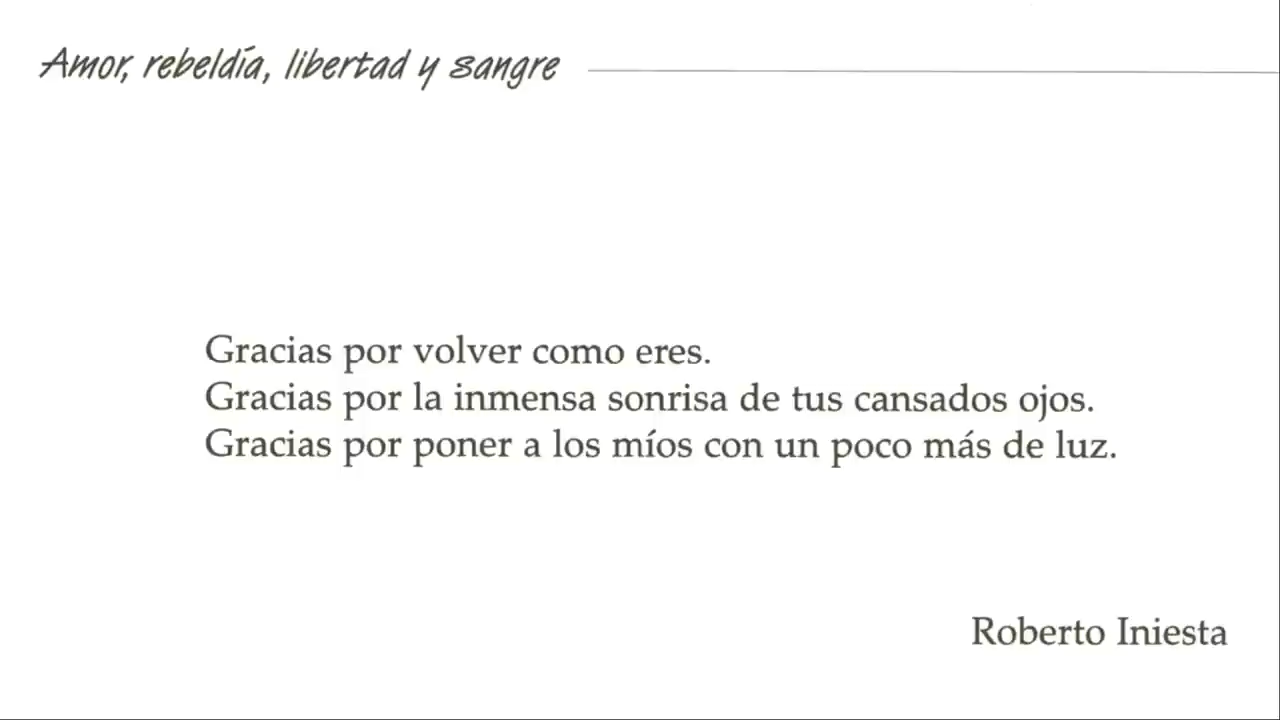 Amor, rebeldía, libertad y sangre
Gracias por volver como eres.
Gracias por la inmensa sonrisa de tus cansados ojos.
Gracias por poner a los míos con un poco más de luz.
Roberto Iniesta